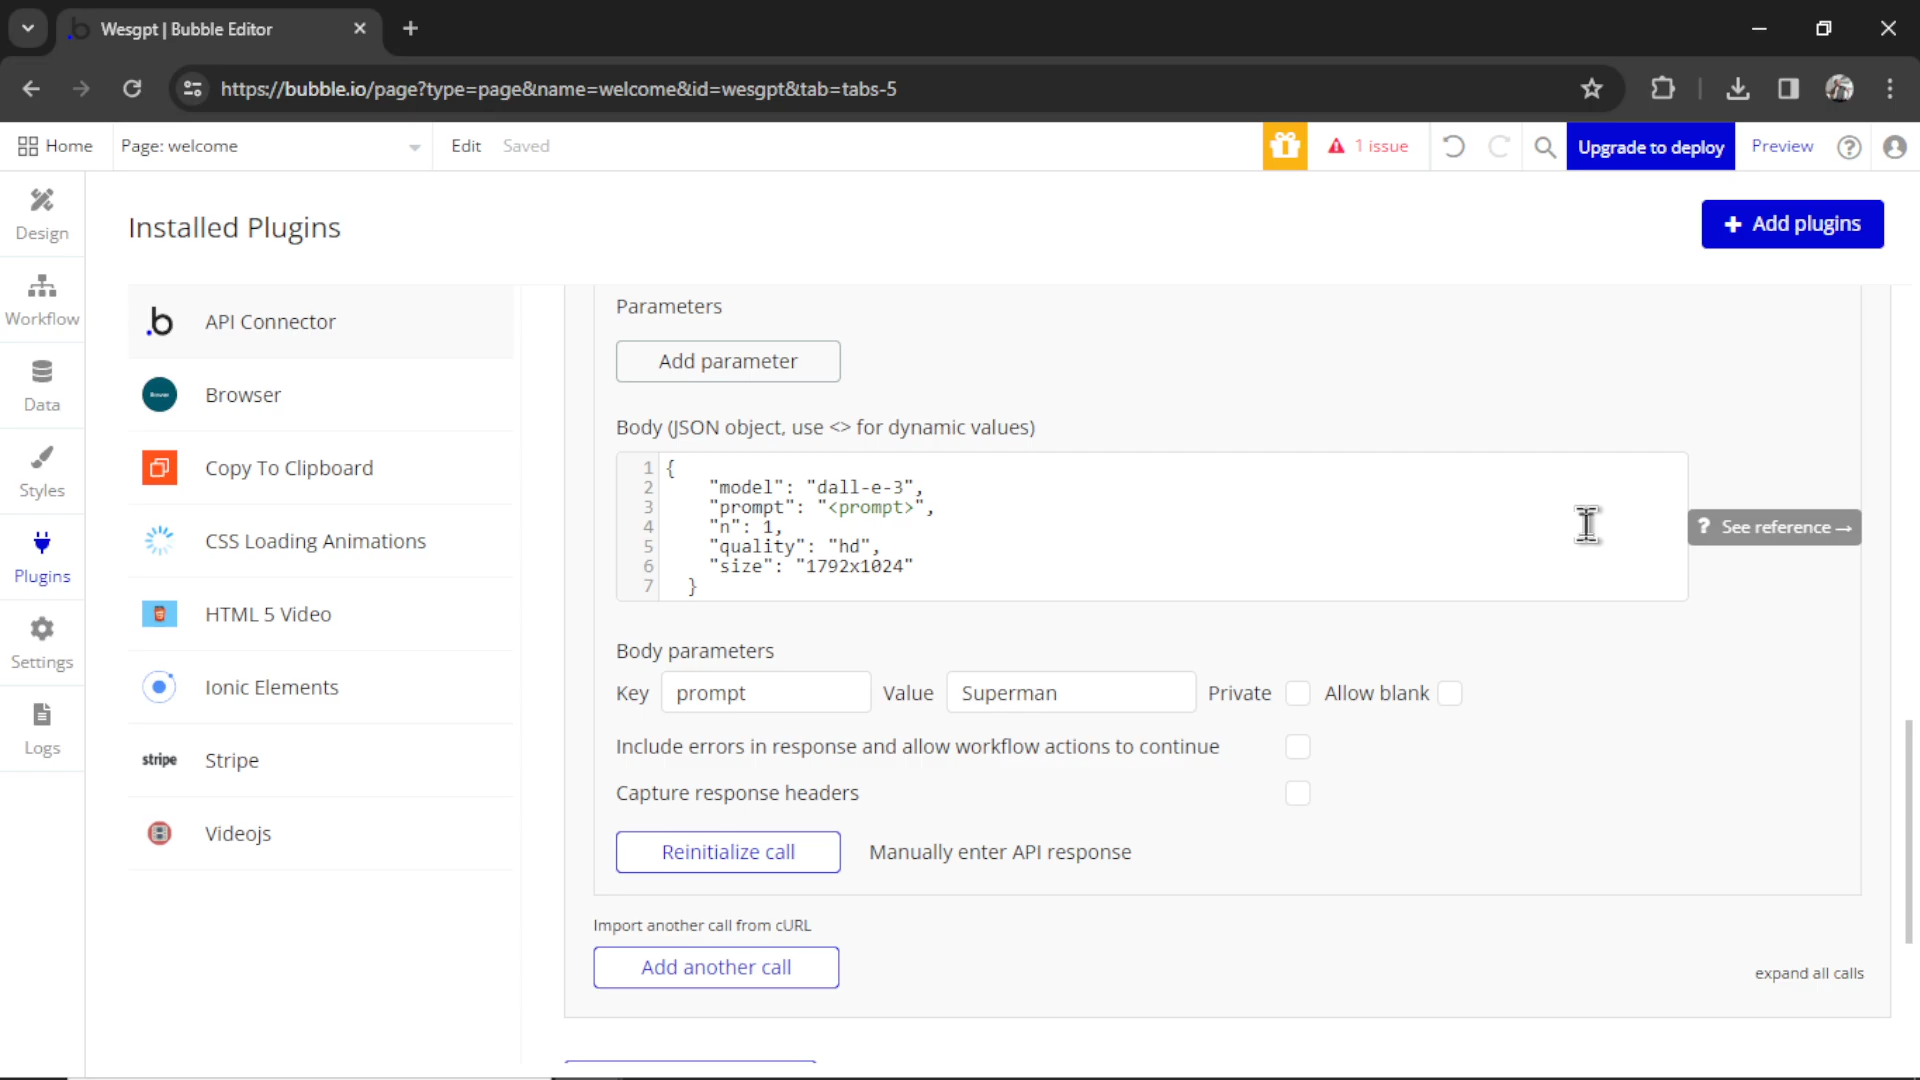 Wesgpt | Bubble Editor
https://bubble.io/page?type=page&name=welcome&id=wesgpt&tab=tabs-5
Home
Page: welcome
Edit
Saved
1 issue
Upgrade to deploy
Preview
Design
Workflow
Data
Styles
Plugins
Settings
Logs
Installed Plugins
Add plugins
API Connector
Browser
Copy To Clipboard
CSS Loading Animations
HTML 5 Video
Ionic Elements
stripe Stripe
Videojs
Parameters
Add parameter
Body (JSON object, use <> for dynamic values)
1 {
2 "model": "dall-e-3",
3 "prompt": "<prompt>",
4 "n": 1,
5 "quality": "hd",
6 "size": "1792x1024"
7 }
? See reference →
Body parameters
Key prompt Value Superman Private Allow blank
Include errors in response and allow workflow actions to continue
Capture response headers
Reinitialize call Manually enter API response
Import another call from cURL
Add another call
expand all calls